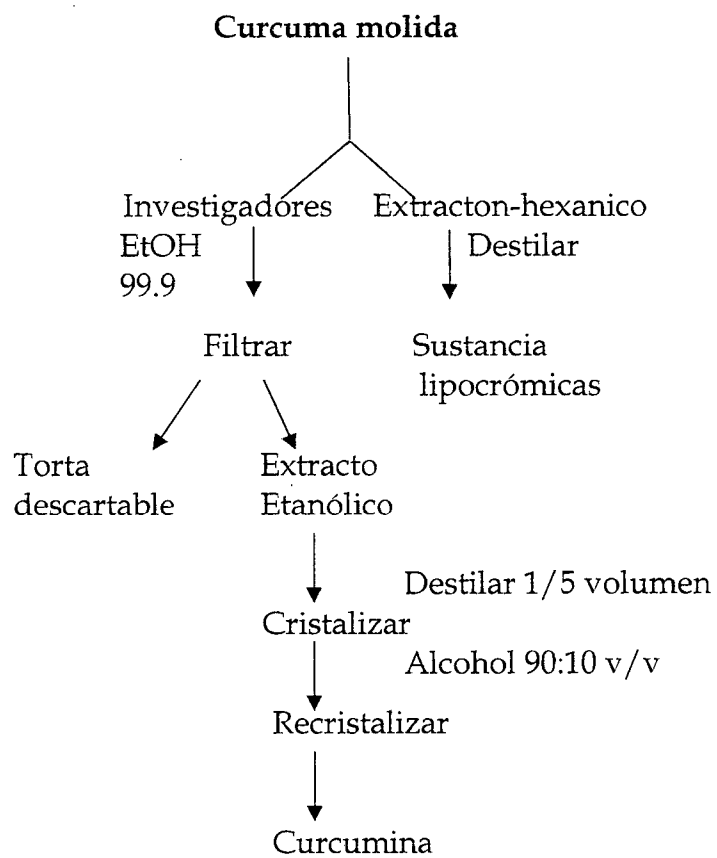 Curcuma molida
Investigadores Extracton-hexanico
EtOH Destilar
99.9
Filtrar Sustancia
lipocrómicas
Torta Extracto
descartable Etanólico
Destilar 1/5 volumen
Cristalizar
Alcohol 90:10 v/v
Recristalizar
Curcumina